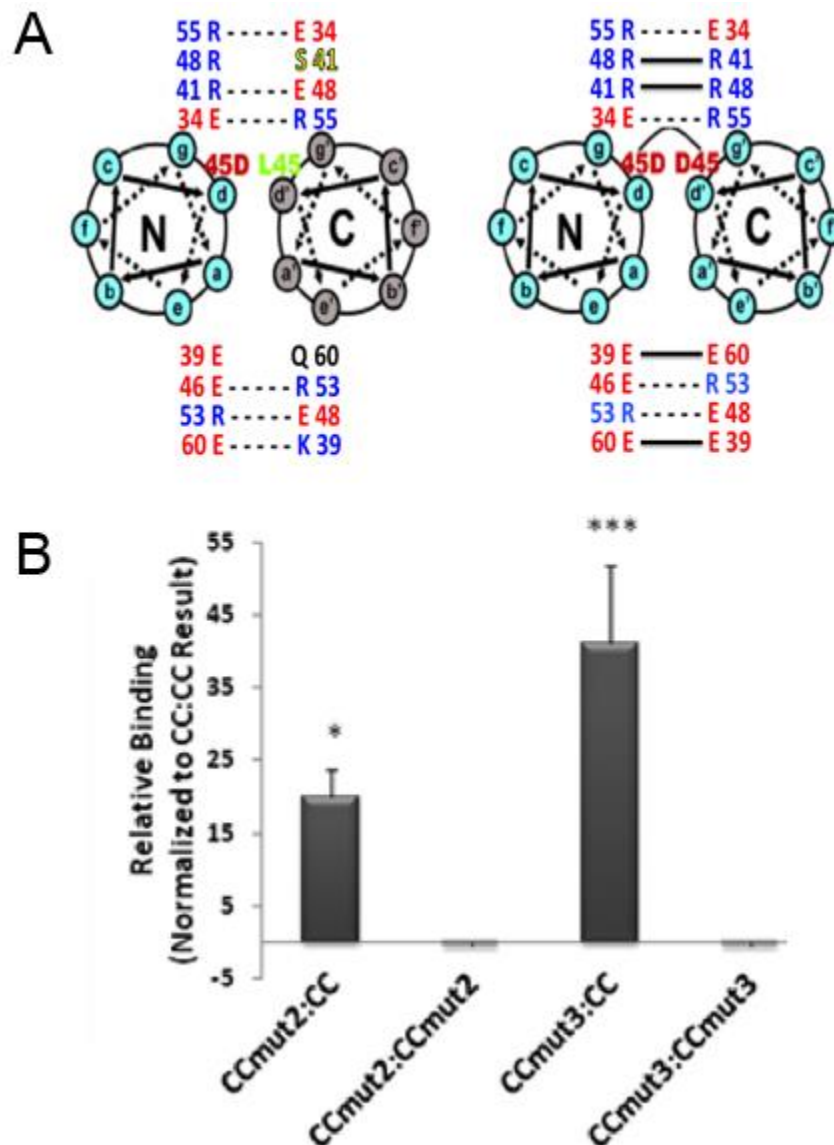 A
55 R ----- E 34
48 R S 41
41 R ----- E 48
34 E ----- R 55
45D L45
g g'
c d d' c'
f N C f'
b a a' b'
e e'
39 E Q 60
46 E ----- R 53
53 R ----- E 48
60 E ----- K 39
55 R ----- E 34
48 R — R 41
41 R — R 48
34 E ----- R 55
45D D45
g g'
c d d' c'
f N C f'
b a a' b'
e e'
39 E — E 60
46 E ----- R 53
53 R ----- E 48
60 E — E 39
B
Relative Binding
(Normalized to CC:CC Result)
55
45
35
25
15
5
-5
*
***
CCmut2:CC
CCmut2:CCmut2
CCmut3:CC
CCmut3:CCmut3